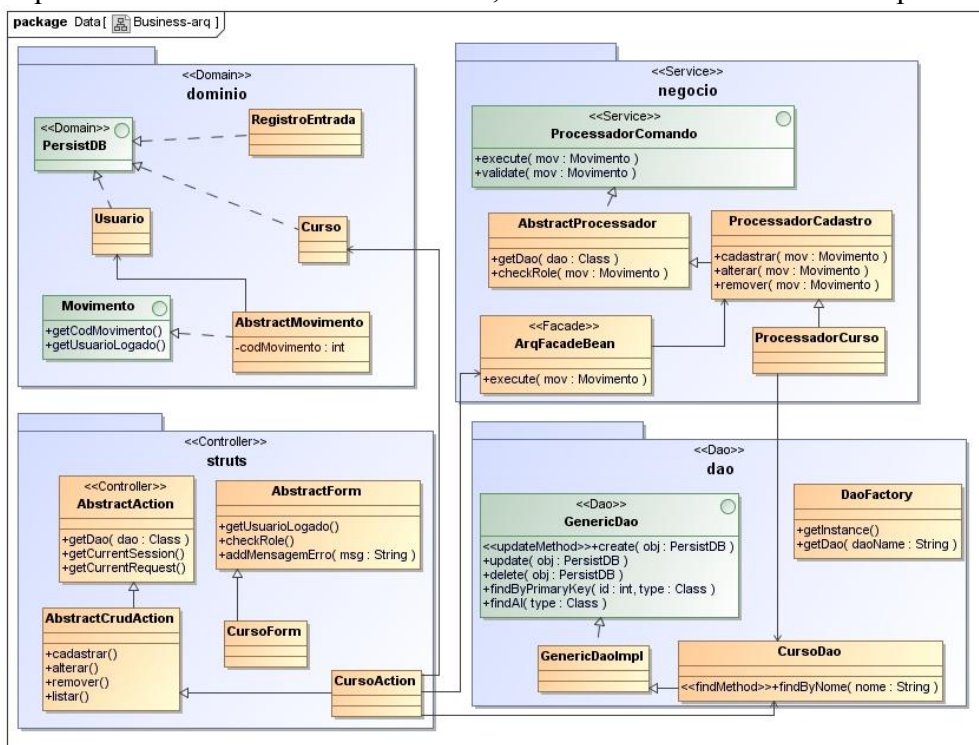 package Data[ Business-arq ]
<<Domain>>
dominio
<<Domain>>
PersistDB
RegistroEntrada
Usuario
Curso
Movimento
+getCodMovimento()
+getUsuarioLogado()
AbstractMovimento
-codMovimento : int
<<Service>>
negocio
<<Service>>
ProcessadorComando
+execute( mov : Movimento )
+validate( mov : Movimento )
AbstractProcessador
+getDao( dao : Class )
+checkRole( mov : Movimento )
ProcessadorCadastro
+cadastrar( mov : Movimento )
+alterar( mov : Movimento )
+remover( mov : Movimento )
<<Facade>>
ArqFacadeBean
+execute( mov : Movimento )
ProcessadorCurso
<<Controller>>
struts
<<Controller>>
AbstractAction
+getDao( dao : Class )
+getCurrentSession()
+getCurrentRequest()
AbstractForm
+getUsuarioLogado()
+checkRole()
+addMensagemErro( msg : String )
AbstractCrudAction
+cadastrar()
+alterar()
+remover()
+listar()
CursoForm
CursoAction
<<Dao>>
dao
<<Dao>>
GenericDao
<<updateMethod>>+create( obj : PersistDB )
+update( obj : PersistDB )
+delete( obj : PersistDB )
+findByPrimaryKey( id : int, type : Class )
+findAl( type : Class )
DaoFactory
+getInstance()
+getDao( daoName : String )
GenericDaoImpl
CursoDao
<<findMethod>>+findByNome( nome : String )